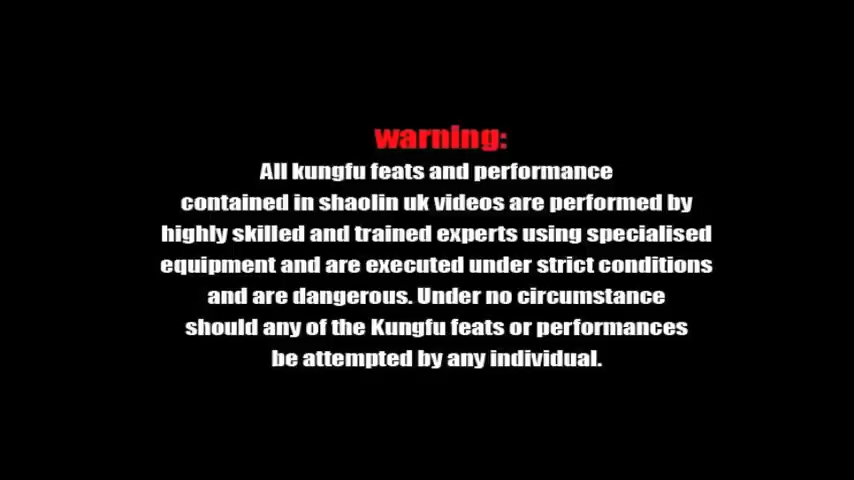 warning:
All kungfu feats and performance
contained in shaolin uk videos are performed by
highly skilled and trained experts using specialised
equipment and are executed under strict conditions
and are dangerous. Under no circumstance
should any of the Kungfu feats or performances
be attempted by any individual.